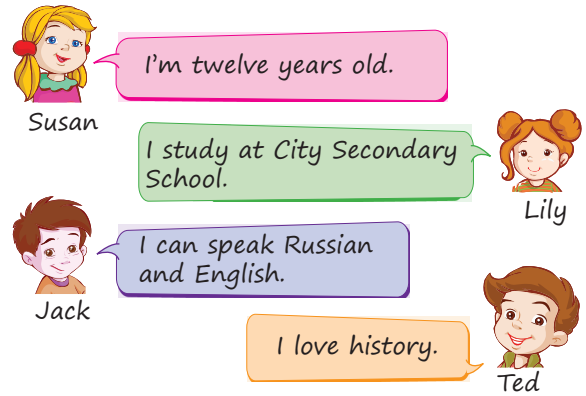 I'm twelve years old.
Susan
I study at City Secondary
School.
Lily
I can speak Russian
and English.
Jack
I love history.
Ted